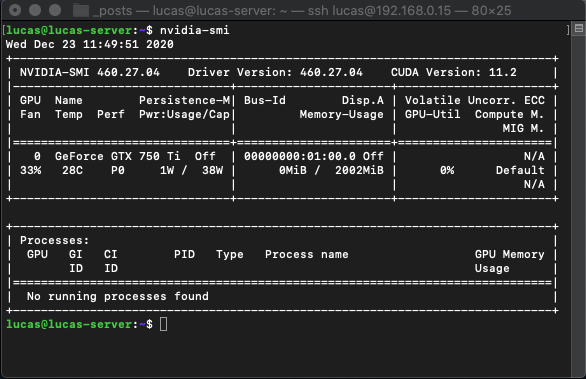 _posts — lucas@lucas-server: ~ — ssh lucas@192.168.0.15 — 80×25
lucas@lucas-server:~$ nvidia-smi
Wed Dec 23 11:49:51 2020
+-----------------------------------------------------------------------------+
| NVIDIA-SMI 460.27.04    Driver Version: 460.27.04    CUDA Version: 11.2     |
|-------------------------------+----------------------+----------------------+
| GPU  Name        Persistence-M| Bus-Id        Disp.A | Volatile Uncorr. ECC |
| Fan  Temp  Perf  Pwr:Usage/Cap|         Memory-Usage | GPU-Util  Compute M. |
|                               |                      |               MIG M. |
|===============================+======================+======================|
|   0  GeForce GTX 750 Ti  Off  | 00000000:01:00.0 Off |                  N/A |
| 33%   28C    P0     1W /  38W |      0MiB /  2002MiB |      0%      Default |
|                               |                      |                  N/A |
+-------------------------------+----------------------+----------------------+
+-----------------------------------------------------------------------------+
| Processes:                                                                  |
|  GPU   GI   CI        PID   Type   Process name                  GPU Memory |
|        ID   ID                                                   Usage      |
|=============================================================================|
|  No running processes found                                                 |
+-----------------------------------------------------------------------------+
lucas@lucas-server:~$